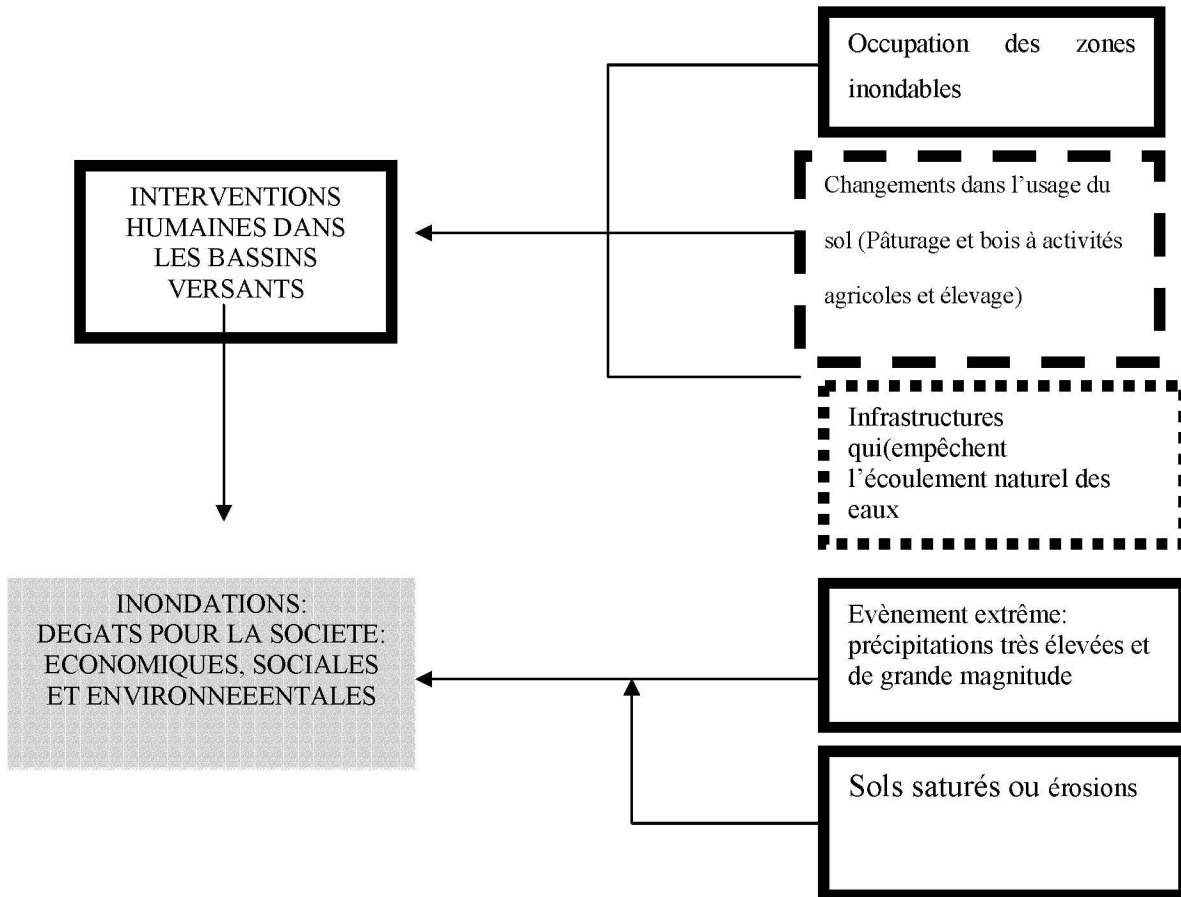 Occupation des zones
inondables
INTERVENTIONS
HUMAINES DANS
LES BASSINS
VERSANTS
Changements dans l'usage du
sol (Pâturage et bois à activités
agricoles et élevage)
Infrastructures
qui(empêchent
l'écoulement naturel des
eaux
INONDATIONS:
DEGATS POUR LA SOCIETE:
ECONOMIQUES, SOCIALES
ET ENVIRONNEEENTALES
Evènement extrême:
précipitations très élevées et
de grande magnitude
Sols saturés ou érosions